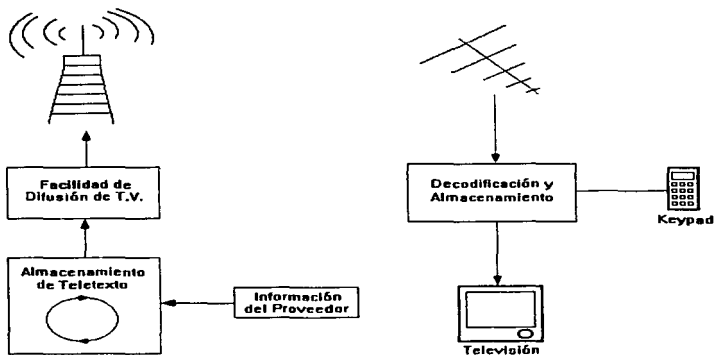 Facilidad de
Difusión de T.V.
Almacenamiento
de Teletexto
Información
del Proveedor
Decodificación y
Almacenamiento
Keypad
Televisión